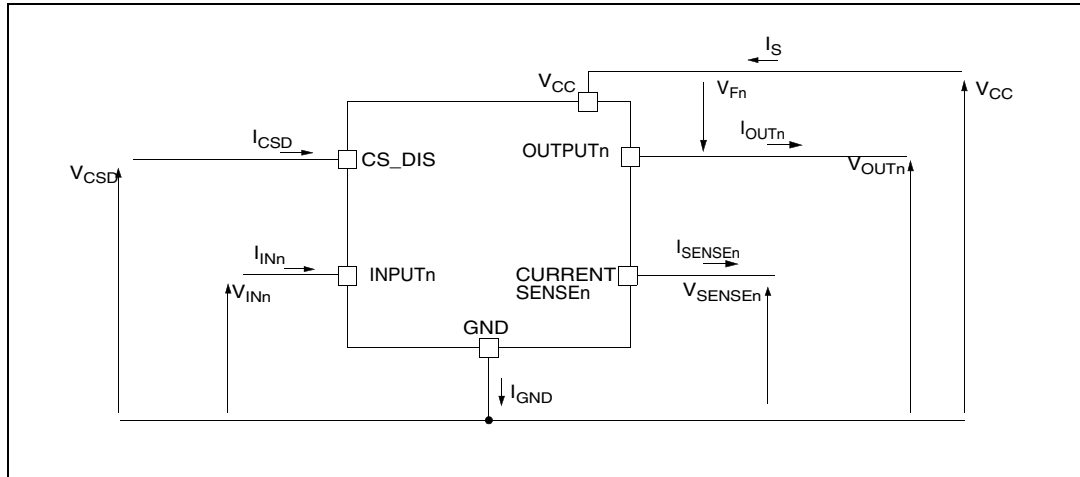 I_S
V_CC
V_Fn
V_CC
I_CSD
I_OUTn
CS_DIS
OUTPUTn
V_CSD
V_OUTn
I_INn
I_SENSEn
INPUTn
CURRENT
SENSEn
V_INn
V_SENSEn
GND
I_GND